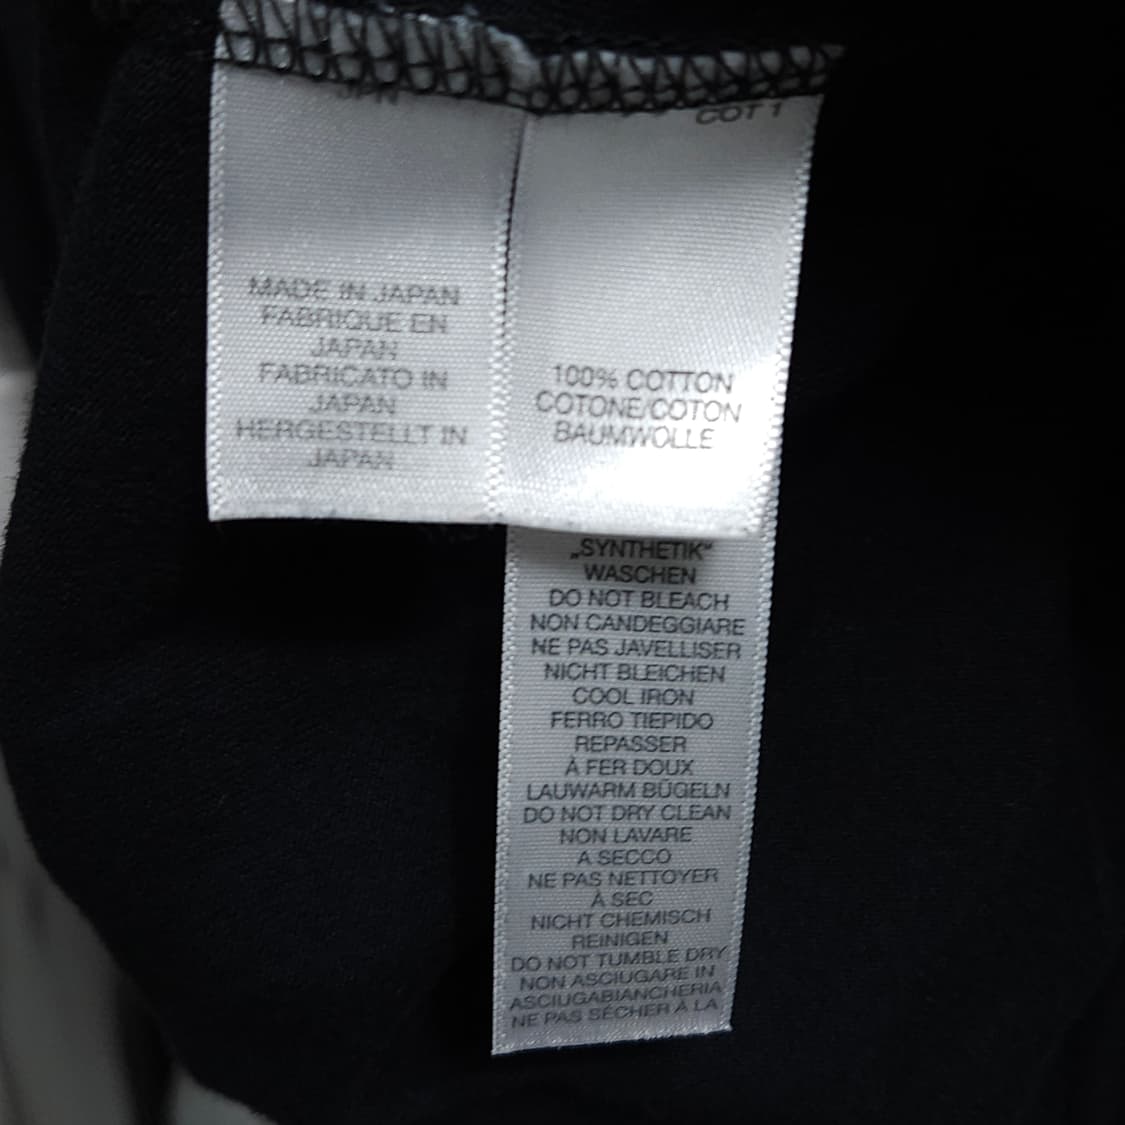 JPN
MADE IN JAPAN
FABRIQUE EN
JAPAN
FABRICATO IN
JAPAN
HERGESTELLT IN
JAPAN
COT 1
100% COTTON
COTONE/COTON
BAUMWOLLE
„SYNTHETIK“
WASCHEN
DO NOT BLEACH
NON CANDEGGIARE
NE PAS JAVELLISER
NICHT BLEICHEN
COOL IRON
FERRO TIEPIDO
REPASSER
À FER DOUX
LAUWARM BÜGELN
DO NOT DRY CLEAN
NON LAVARE
A SECCO
NE PAS NETTOYER
À SEC
NICHT CHEMISCH
REINIGEN
DO NOT TUMBLE DRY
NON ASCIUGARE IN
ASCIUGABIANCHERIA
NE PAS SÉCHER À LA